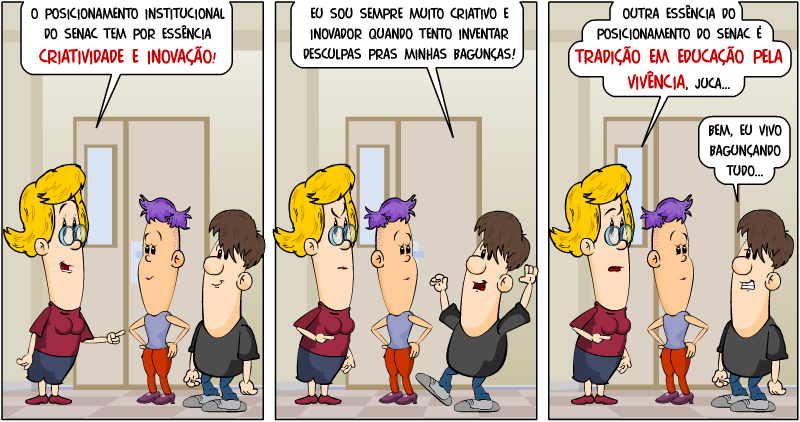 O POSICIONAMENTO INSTITUCIONAL
DO SENAC TEM POR ESSÊNCIA
CRIATIVIDADE E INOVAÇÃO!
EU SOU SEMPRE MUITO CRIATIVO E
INOVADOR QUANDO TENTO INVENTAR
DESCULPAS PRAS MINHAS BAGUNÇAS!
OUTRA ESSÊNCIA DO
POSICIONAMENTO DO SENAC É
TRADIÇÃO EM EDUCAÇÃO PELA
VIVÊNCIA, JUCA...
BEM, EU VIVO
BAGUNÇANDO
TUDO...